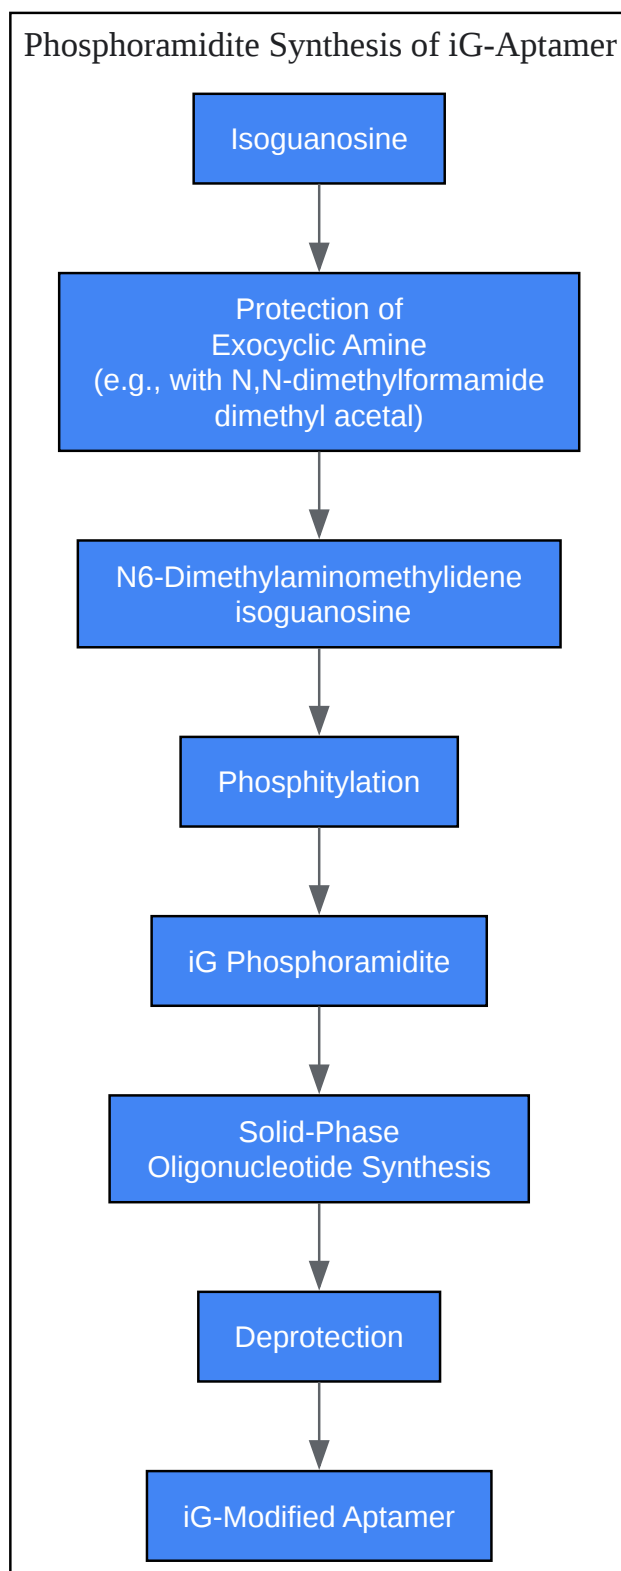 Phosphoramidite Synthesis of iG-Aptamer
Isoguanosine
Protection of
Exocyclic Amine
(e.g., with N,N-dimethylformamide
dimethyl acetal)
N6-Dimethylaminomethylidene
isoguanosine
Phosphitylation
iG Phosphoramidite
Solid-Phase
Oligonucleotide Synthesis
Deprotection
iG-Modified Aptamer